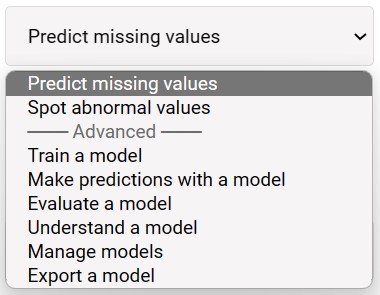 Predict missing values
Predict missing values
Spot abnormal values
Advanced
Train a model
Make predictions with a model
Evaluate a model
Understand a model
Manage models
Export a model